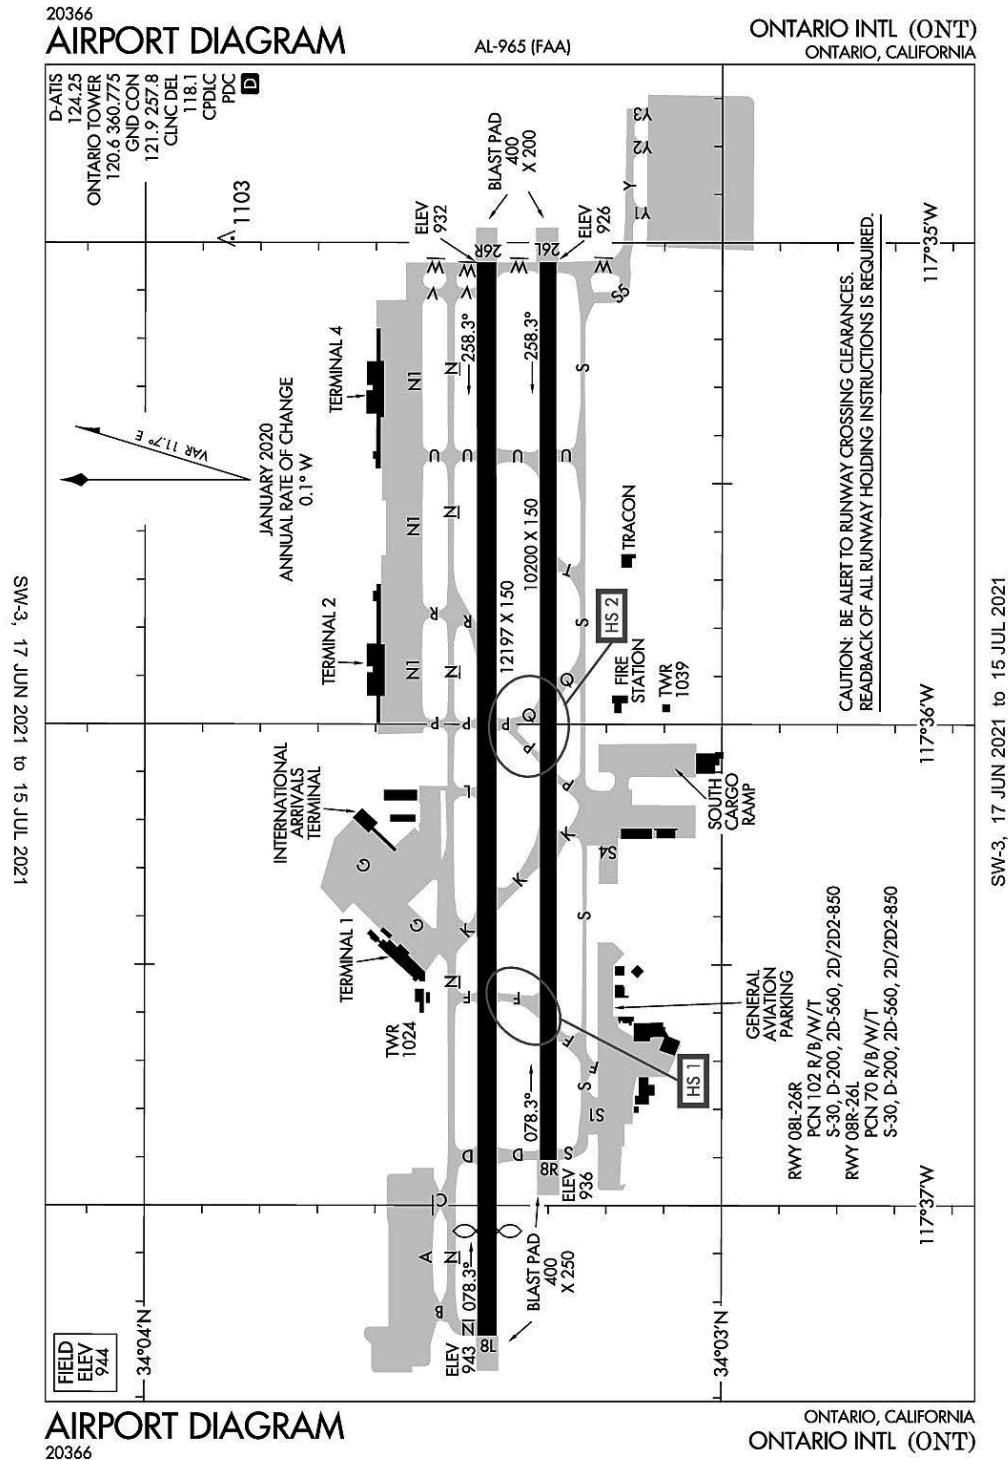 20366
AIRPORT DIAGRAM
AL-965 (FAA)
ONTARIO INTL (ONT)
ONTARIO, CALIFORNIA
D-ATIS
124.25
ONTARIO TOWER
120.6 360.775
GND CON
121.9 257.8
CLNC DEL
118.1
CPDLC
PDC
D
1103
BLAST PAD
400
X 200
ELEV
932
ELEV
926
26R
26L
Y3
Y2
Y
Y1
117°35'W
W
W
W
W
V
V
S5
258.3°
258.3°
TERMINAL 4
N1
N
S
VAR 11.7° E
JANUARY 2020
ANNUAL RATE OF CHANGE
0.1° W
U
U
U
U
N1
N
10200 X 150
T
TRACON
TERMINAL 2
R
R
12197 X 150
S
HS 2
N1
N
Q
FIRE
STATION
TWR
1039
P
P
P
Q
P
P
117°36'W
CAUTION: BE ALERT TO RUNWAY CROSSING CLEARANCES.
READBACK OF ALL RUNWAY HOLDING INSTRUCTIONS IS REQUIRED.
INTERNATIONAL
ARRIVALS
TERMINAL
L
SOUTH
CARGO
RAMP
K
S4
G
K
G
K
S
TERMINAL 1
N
F
F
TWR
1024
F
F
GENERAL
AVIATION
PARKING
HS 1
078.3°
S
S1
D
D
S
8R
ELEV
936
RWY 08L-26R
PCN 102 R/B/W/T
S-30, D-200, 2D-560, 2D/2D2-850
RWY 08R-26L
PCN 70 R/B/W/T
S-30, D-200, 2D-560, 2D/2D2-850
117°37'W
C
A
N
078.3°
BLAST PAD
400
X 250
B
N
8L
ELEV
943
FIELD
ELEV
944
34°04'N
34°03'N
SW-3, 17 JUN 2021 to 15 JUL 2021
SW-3, 17 JUN 2021 to 15 JUL 2021
AIRPORT DIAGRAM
20366
ONTARIO, CALIFORNIA
ONTARIO INTL (ONT)